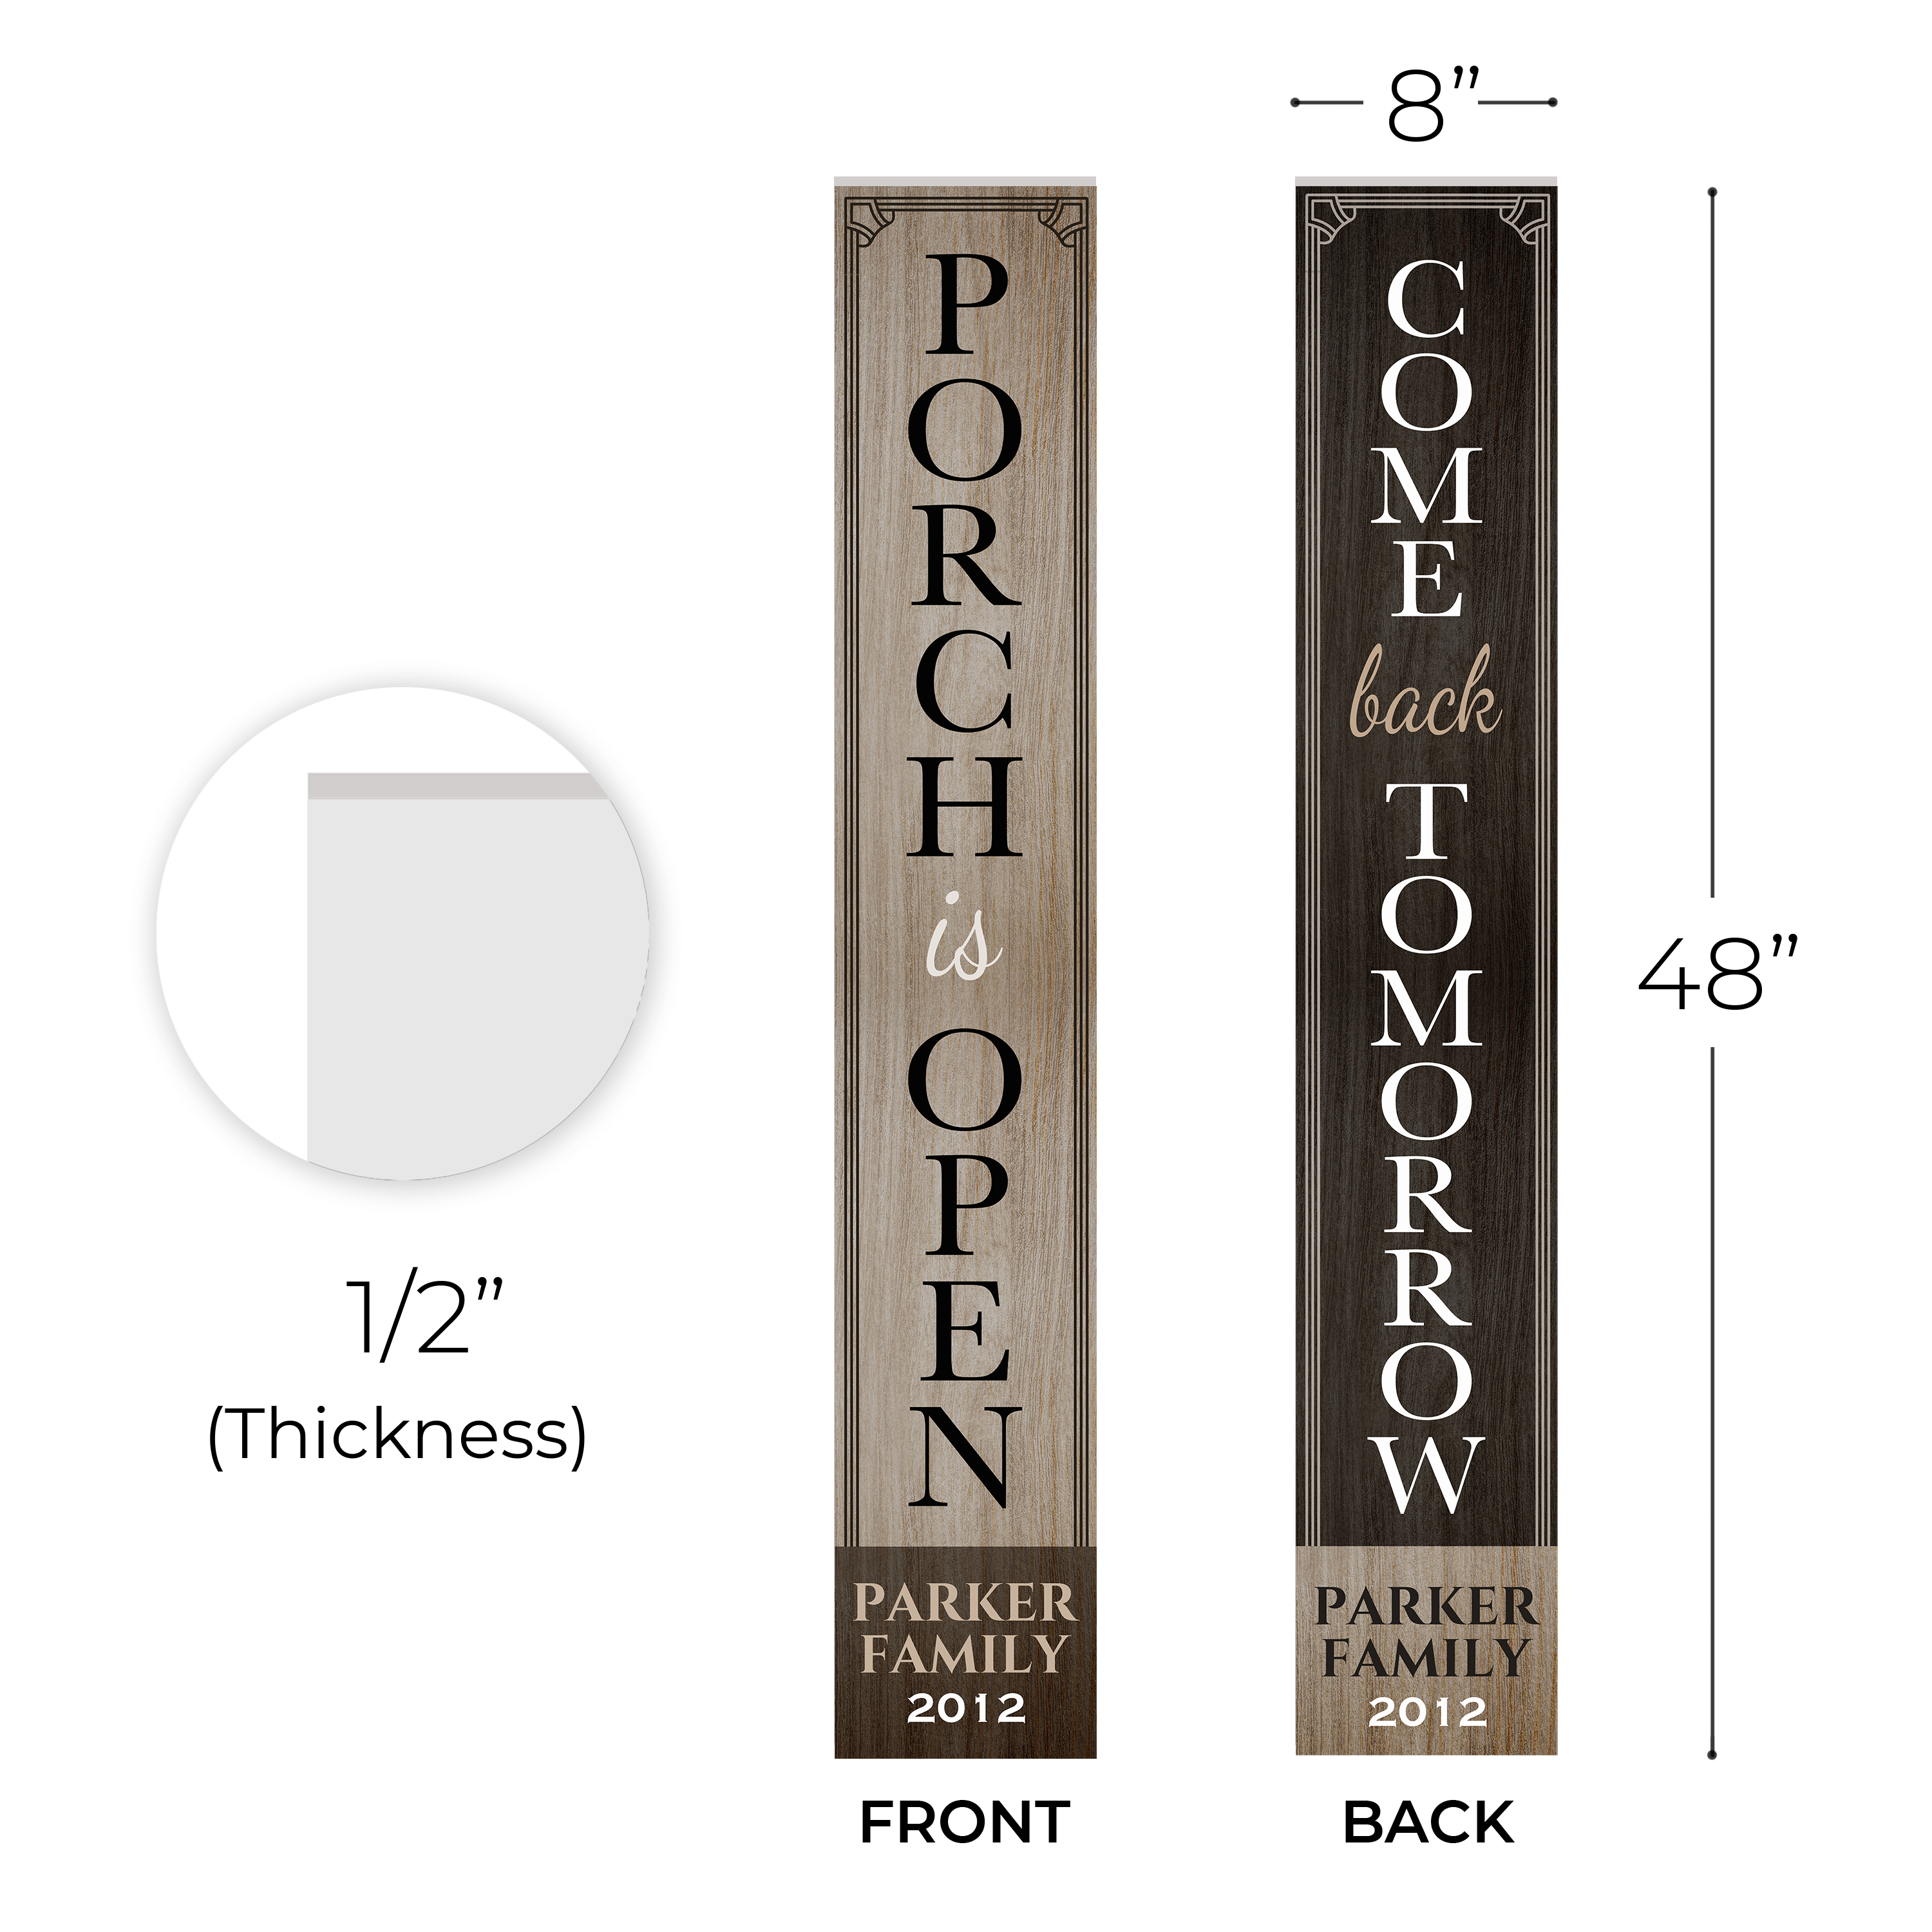 8”
PORCH
is
OPEN
PARKER
FAMILY
2012
FRONT
COME
back
TOMORROW
PARKER
FAMILY
2012
BACK
48”
1/2”
(Thickness)